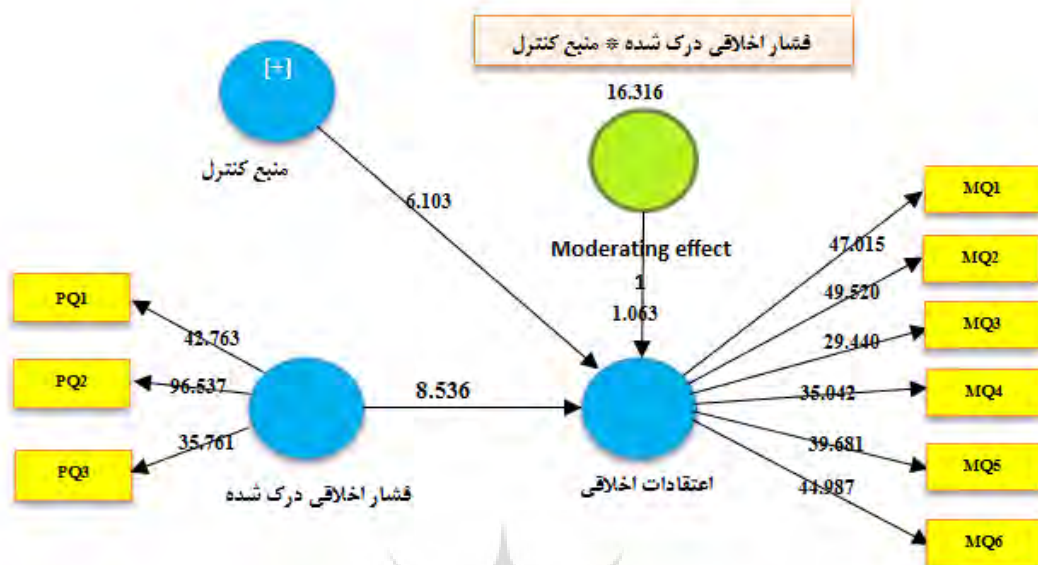 فشار اخلاقی درک شده * منبع کنترل
16.316
[+]
منبع کنترل
6.103
Moderating effect
1
1.063
MQ1
47.015
MQ2
49.520
MQ3
29.440
MQ4
35.042
MQ5
39.681
MQ6
44.987
PQ1
42.763
PQ2
96.537
PQ3
35.761
8.536
فشار اخلاقی درک شده
اعتقادات اخلاقی